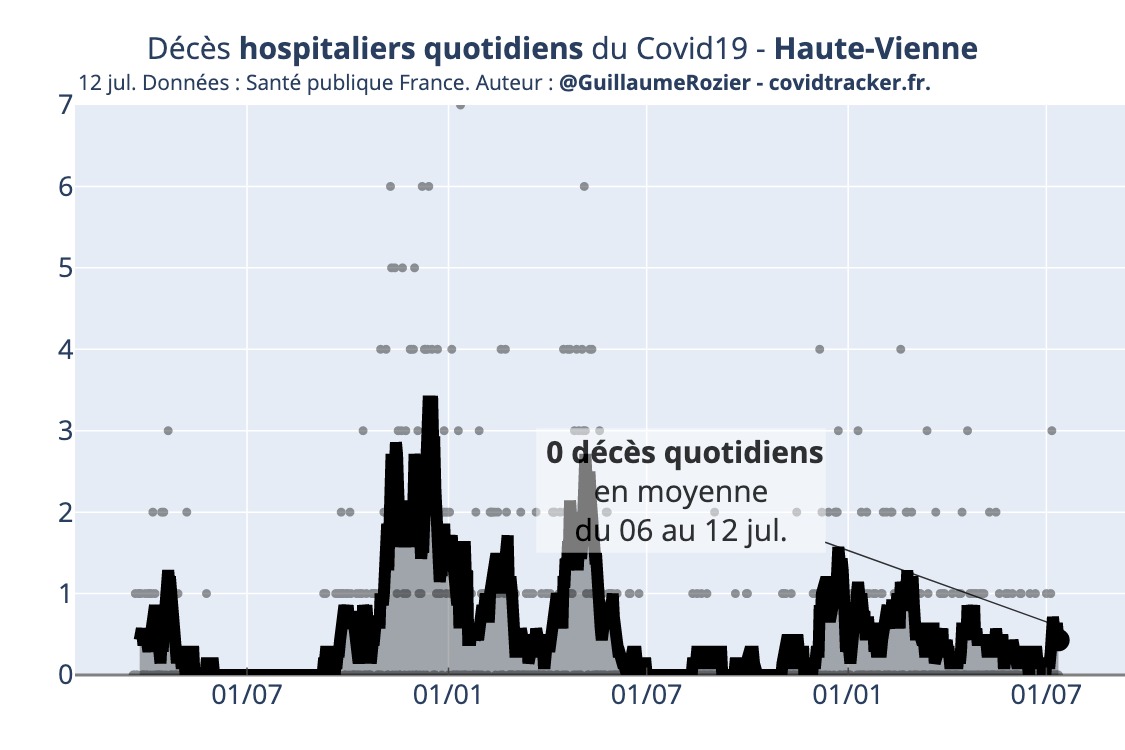 Décès hospitaliers quotidiens du Covid19 - Haute-Vienne
12 jul. Données : Santé publique France. Auteur : @GuillaumeRozier - covidtracker.fr.
7
6
5
4
3
2
1
0
0 décès quotidiens
en moyenne
du 06 au 12 jul.
01/07
01/01
01/07
01/01
01/07